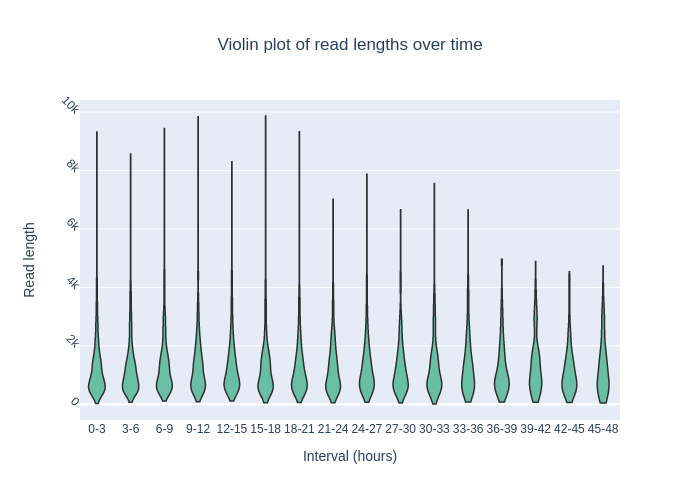 Violin plot of read lengths over time
10k
8k
6k
4k
2k
0
Read length
0-3 3-6 6-9 9-12 12-15 15-18 18-21 21-24 24-27 27-30 30-33 33-36 36-39 39-42 42-45 45-48
Interval (hours)